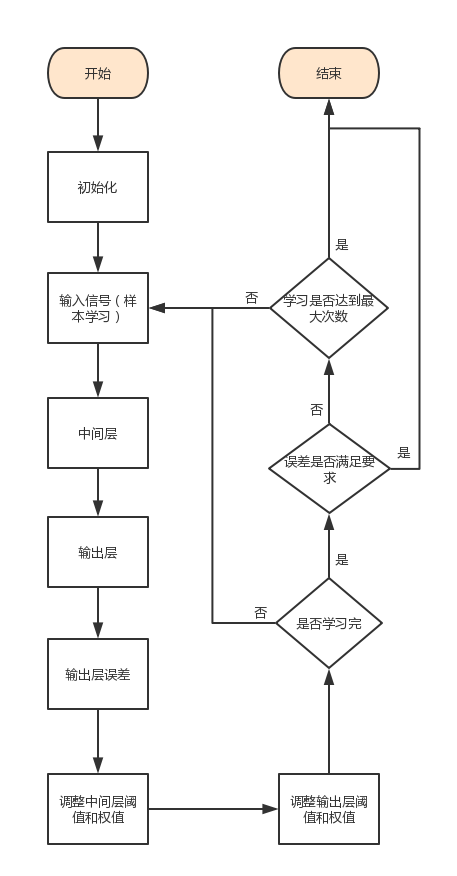 开始
初始化
输入信号（样
本学习）
中间层
输出层
输出层误差
调整中间层阈
值和权值
调整输出层阈
值和权值
是否学习完
否
是
误差是否满足要
求
是
否
学习是否达到最
大次数
否
是
结束